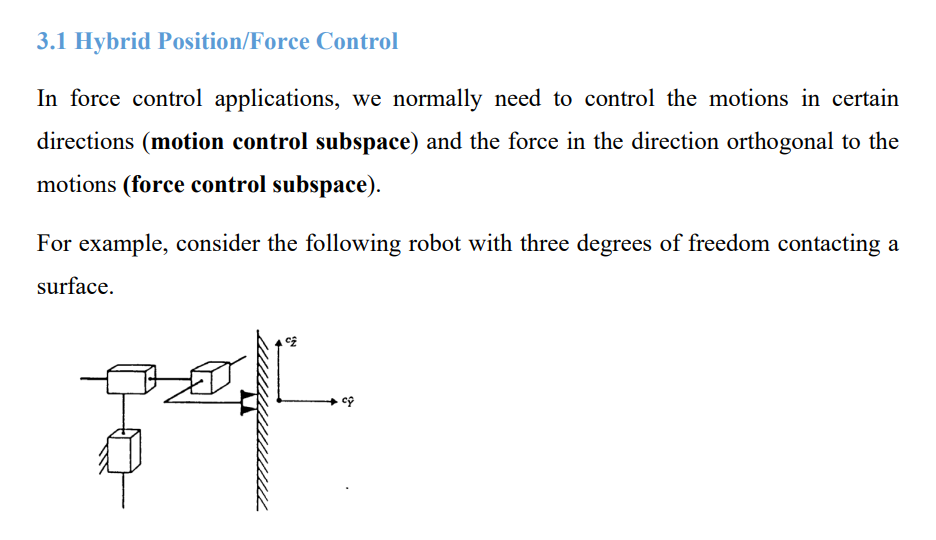 3.1 Hybrid Position/Force Control
In force control applications, we normally need to control the motions in certain
directions (motion control subspace) and the force in the direction orthogonal to the
motions (force control subspace).
For example, consider the following robot with three degrees of freedom contacting a
surface.
cẑ
cŷ